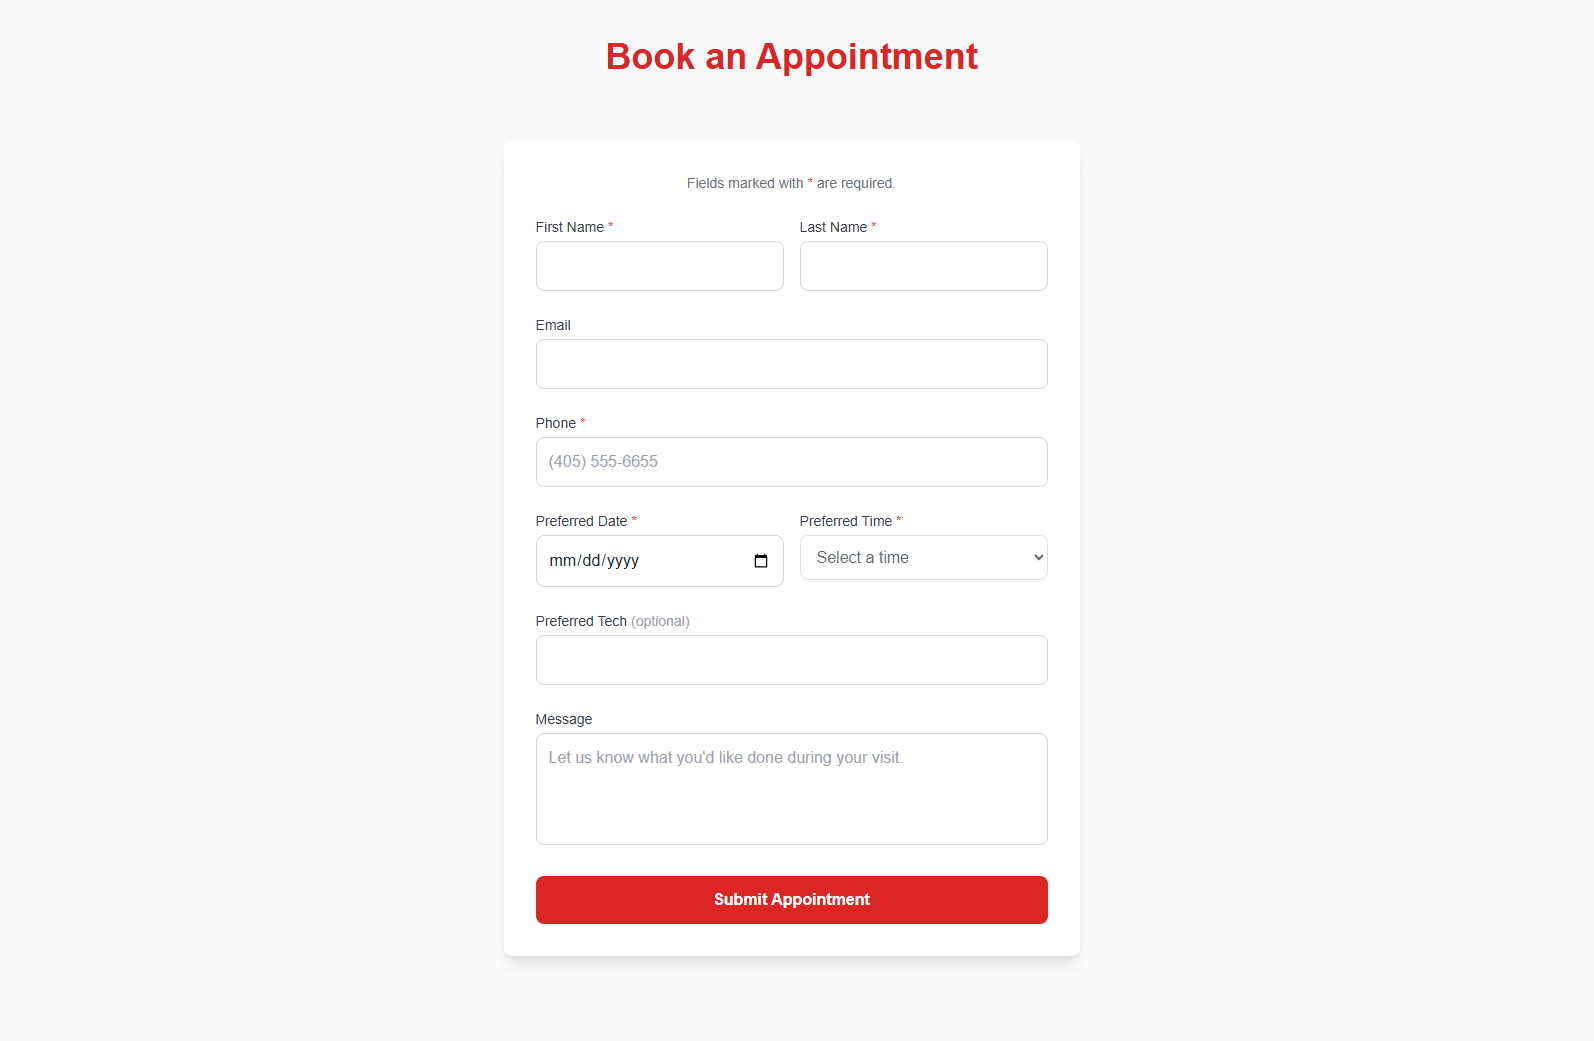 Book an Appointment
Fields marked with * are required.
First Name *
Last Name *
Email
Phone *
(405) 555-6655
Preferred Date *
Preferred Time *
mm/dd/yyyy
Select a time
Preferred Tech (optional)
Message
Let us know what you'd like done during your visit.
Submit Appointment